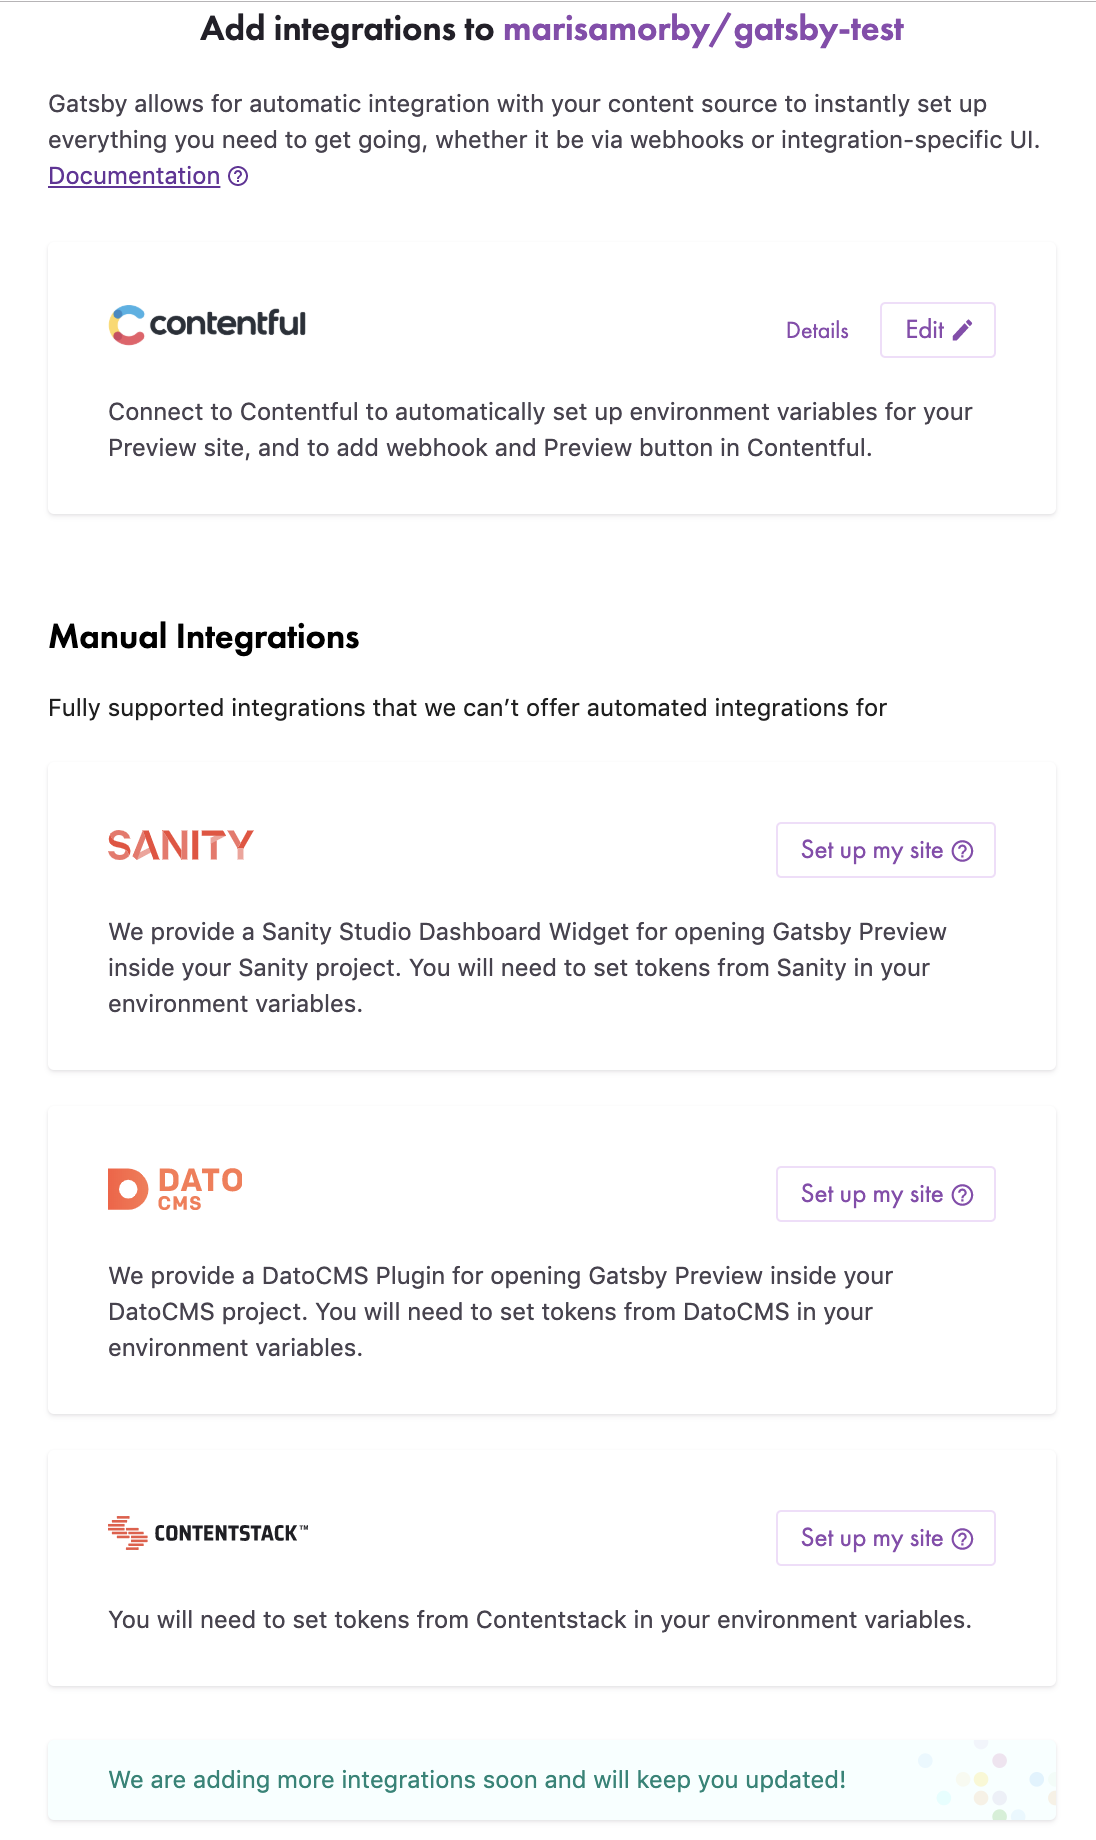 Add integrations to marisamorby/gatsby-test
Gatsby allows for automatic integration with your content source to instantly set up
everything you need to get going, whether it be via webhooks or integration-specific UI.
Documentation
contentful
Details
Edit
Connect to Contentful to automatically set up environment variables for your
Preview site, and to add webhook and Preview button in Contentful.
Manual Integrations
Fully supported integrations that we can’t offer automated integrations for
SANITY
Set up my site
We provide a Sanity Studio Dashboard Widget for opening Gatsby Preview
inside your Sanity project. You will need to set tokens from Sanity in your
environment variables.
DATO
CMS
Set up my site
We provide a DatoCMS Plugin for opening Gatsby Preview inside your
DatoCMS project. You will need to set tokens from DatoCMS in your
environment variables.
CONTENTSTACK™
Set up my site
You will need to set tokens from Contentstack in your environment variables.
We are adding more integrations soon and will keep you updated!